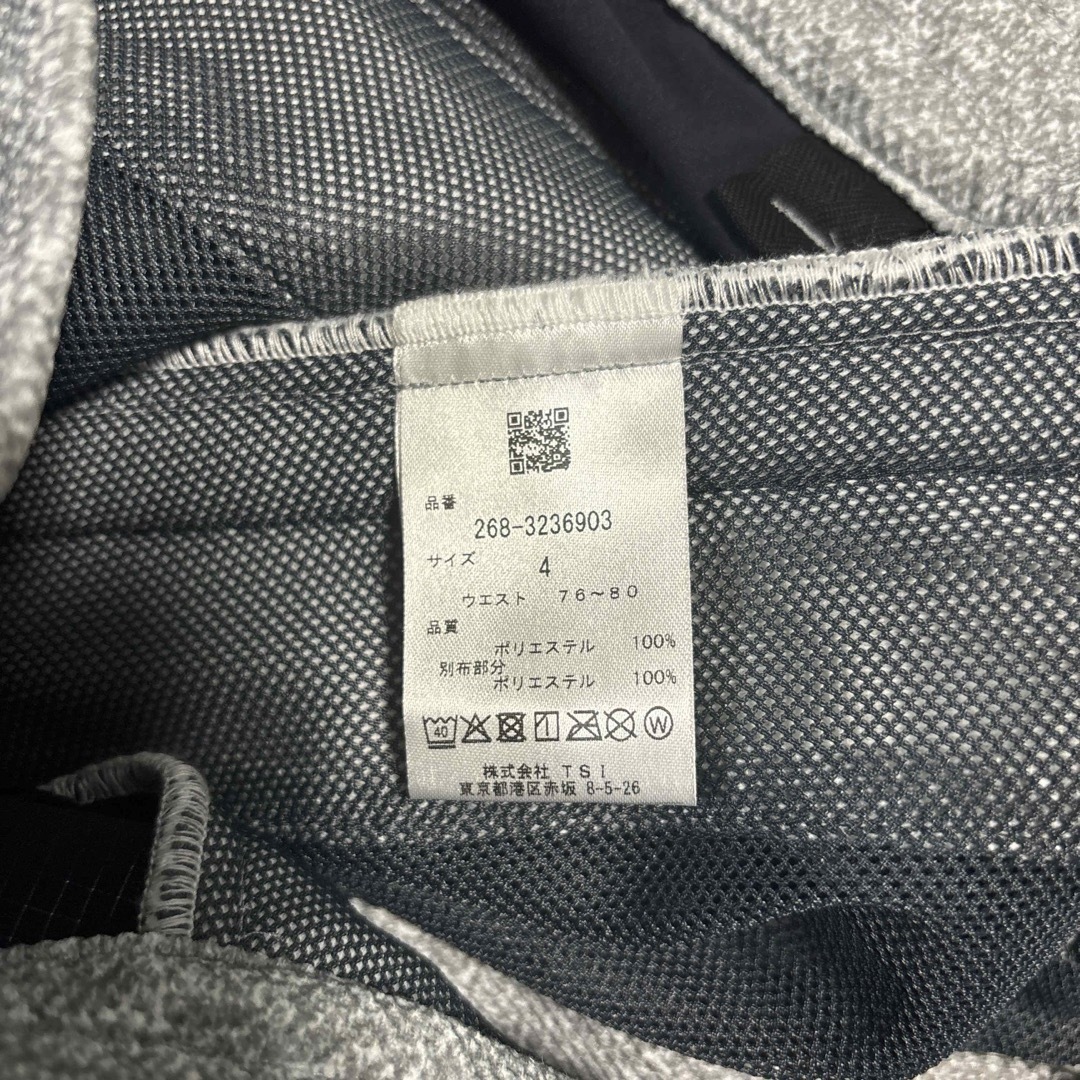 品番
268-3236903
サイズ 4
ウエスト 76～80
品質
ポリエステル 100%
別布部分
ポリエステル 100%
40
W
株式会社 TSI
東京都港区赤坂 8-5-26